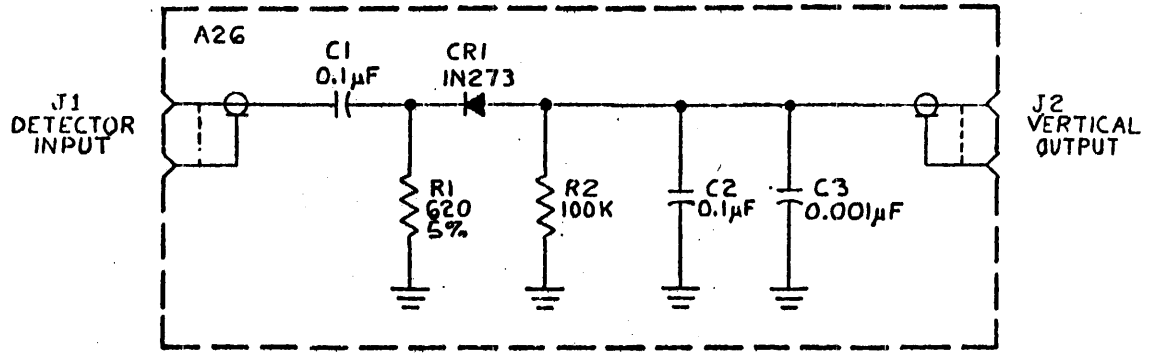 A26
C1
0.1µF
CR1
1N273
J1
DETECTOR
INPUT
J2
VERTICAL
OUTPUT
R1
620
5%
R2
100K
C2
0.1µF
C3
0.001µF